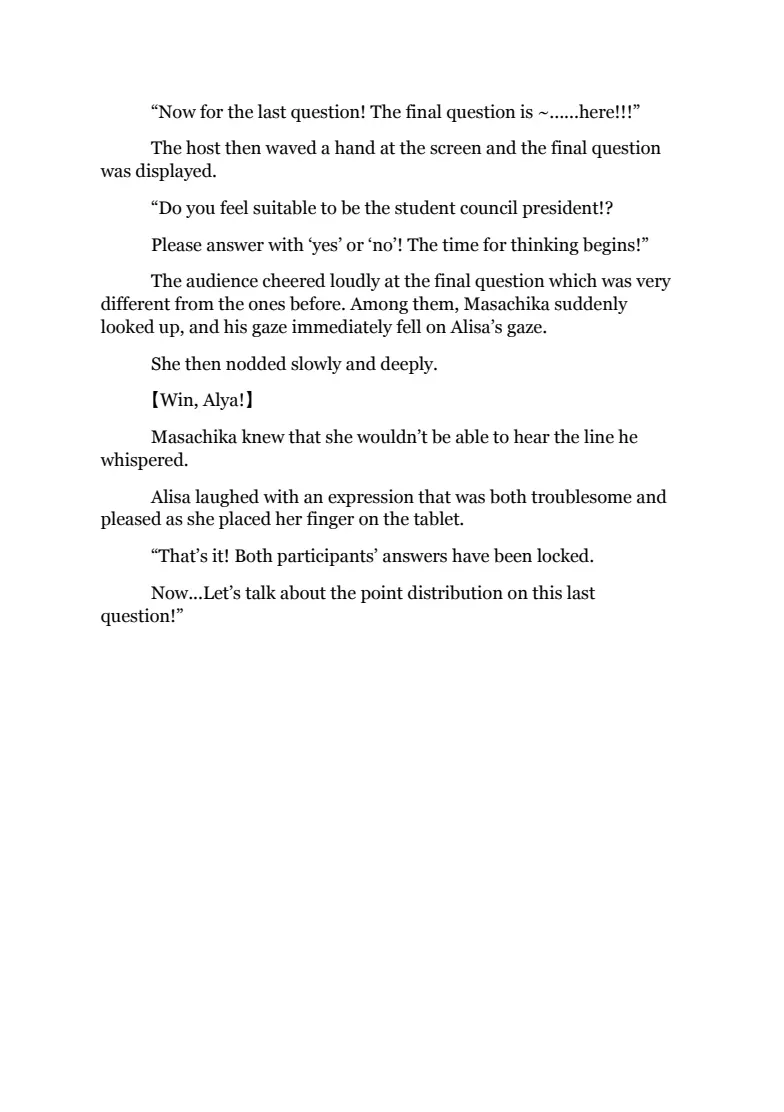 “Now for the last question! The final question is ~……here!!!”
The host then waved a hand at the screen and the final question
was displayed.
“Do you feel suitable to be the student council president!?
Please answer with ‘yes’ or ‘no’! The time for thinking begins!”
The audience cheered loudly at the final question which was very
different from the ones before. Among them, Masachika suddenly
looked up, and his gaze immediately fell on Alisa’s gaze.
She then nodded slowly and deeply.
【Win, Alya!】
Masachika knew that she wouldn’t be able to hear the line he
whispered.
Alisa laughed with an expression that was both troublesome and
pleased as she placed her finger on the tablet.
“That’s it! Both participants’ answers have been locked.
Now…Let’s talk about the point distribution on this last
question!”